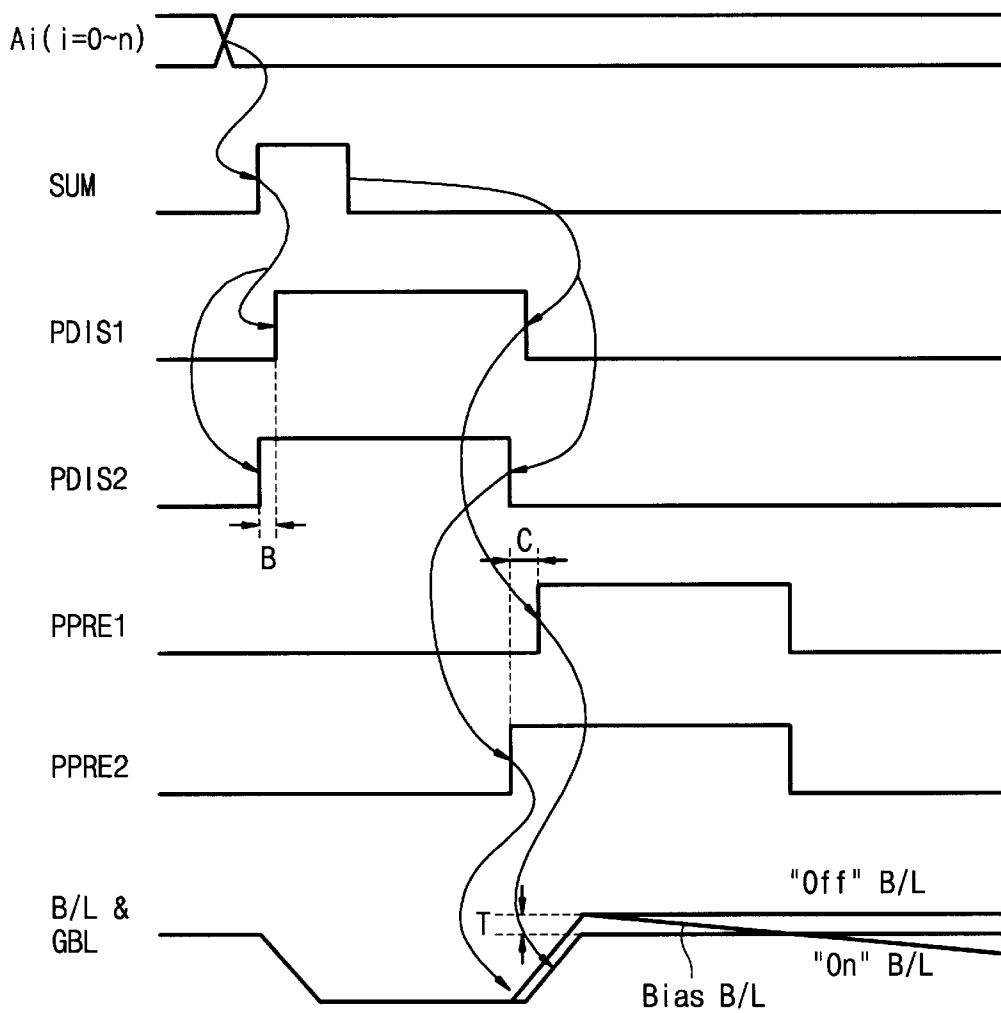 Ai(i=0~n)
SUM
PDIS1
PDIS2
B
C
PPRE1
PPRE2
"Off" B/L
B/L &
GBL
T
"On" B/L
Bias B/L